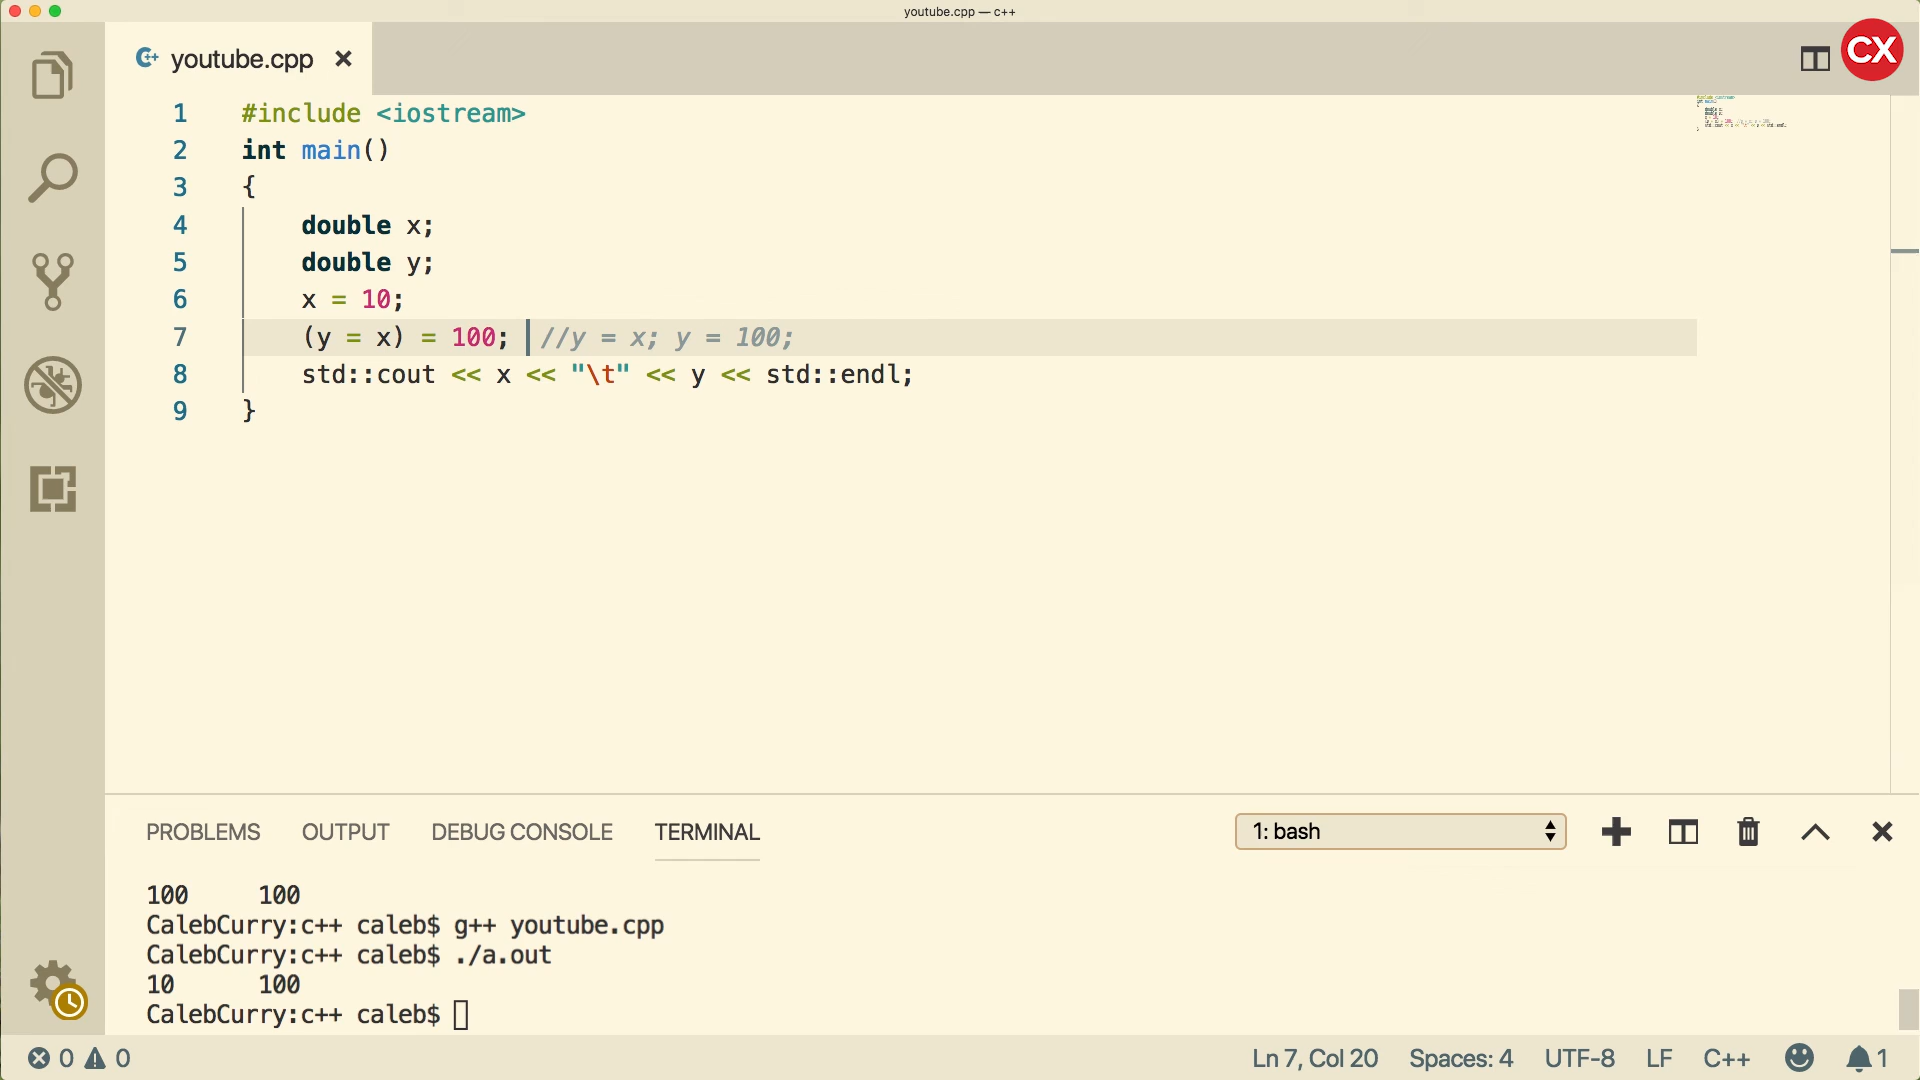 youtube.cpp — c++
youtube.cpp
CX
1 #include <iostream>
2 int main()
3 {
4 double x;
5 double y;
6 x = 10;
7 (y = x) = 100; //y = x; y = 100;
8 std::cout << x << "\t" << y << std::endl;
9 }
PROBLEMS OUTPUT DEBUG CONSOLE TERMINAL 1: bash
100 100
CalebCurry:c++ caleb$ g++ youtube.cpp
CalebCurry:c++ caleb$ ./a.out
10 100
CalebCurry:c++ caleb$
0 0 Ln 7, Col 20 Spaces: 4 UTF-8 LF C++ 1